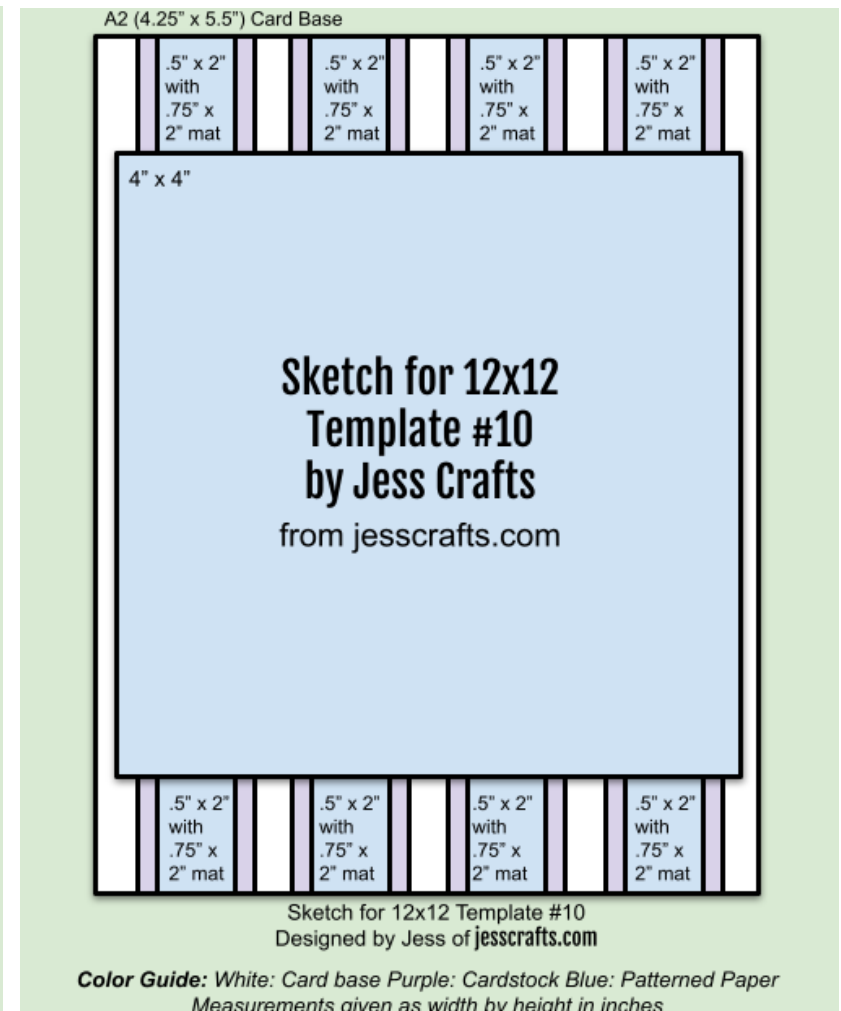 A2 (4.25” x 5.5”) Card Base
.5” x 2”
with
.75” x
2” mat
.5” x 2”
with
.75” x
2” mat
.5” x 2”
with
.75” x
2” mat
.5” x 2”
with
.75” x
2” mat
4” x 4”
Sketch for 12x12
Template #10
by Jess Crafts
from jesscrafts.com
.5” x 2”
with
.75” x
2” mat
.5” x 2”
with
.75” x
2” mat
.5” x 2”
with
.75” x
2” mat
.5” x 2”
with
.75” x
2” mat
Sketch for 12x12 Template #10
Designed by Jess of jesscrafts.com
Color Guide: White: Card base Purple: Cardstock Blue: Patterned Paper
Measurements given as width by height in inches